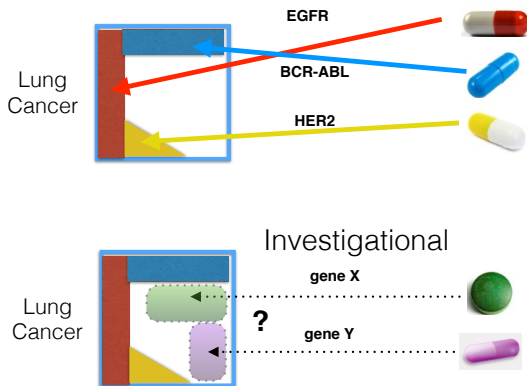 EGFR
Lung
Cancer
BCR-ABL
HER2
Investigational
gene X
Lung
Cancer
?
gene Y